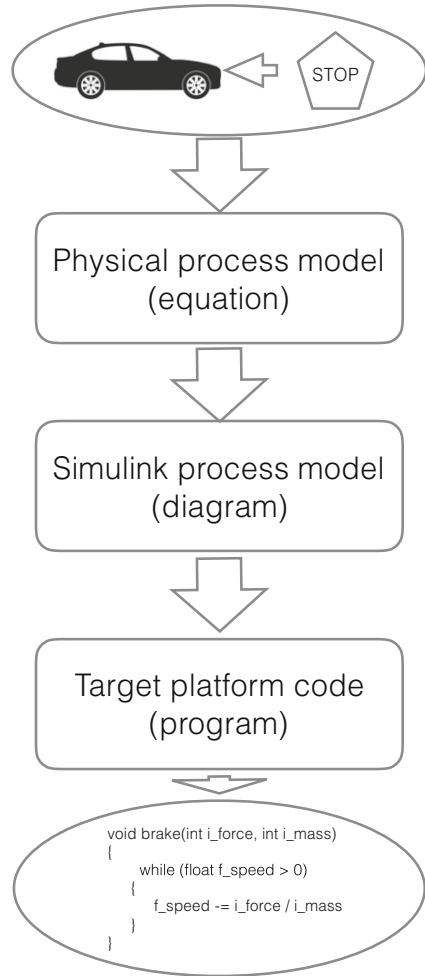 STOP
Physical process model
(equation)
Simulink process model
(diagram)
Target platform code
(program)
void brake(int i_force, int i_mass)
{
while (float f_speed > 0)
{
f_speed -= i_force / i_mass
}
}